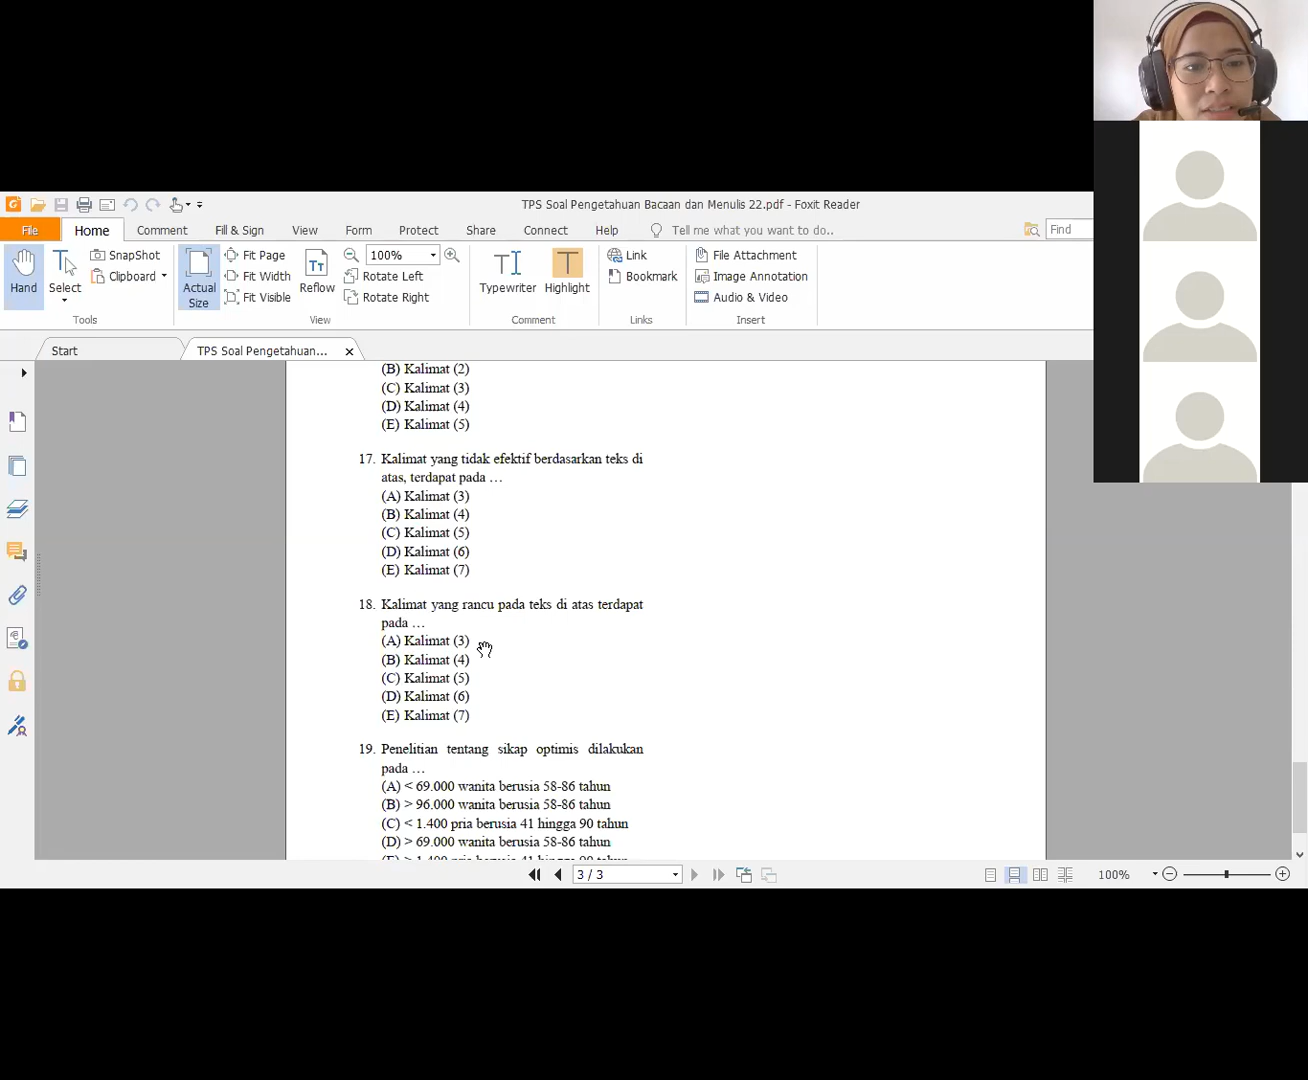 TPS Soal Pengetahuan Bacaan dan Menulis 22.pdf - Foxit Reader
File Home Comment Fill & Sign View Form Protect Share Connect Help Tell me what you want to do.. Find
Hand
Select
SnapShot
Clipboard
Actual Size
Fit Page
Fit Width
Fit Visible
Reflow
100%
Rotate Left
Rotate Right
Typewriter
Highlight
Link
Bookmark
File Attachment
Image Annotation
Audio & Video
Tools View Comment Links Insert
Start TPS Soal Pengetahuan...
(B) Kalimat (2)
(C) Kalimat (3)
(D) Kalimat (4)
(E) Kalimat (5)
17. Kalimat yang tidak efektif berdasarkan teks di
atas, terdapat pada …
(A) Kalimat (3)
(B) Kalimat (4)
(C) Kalimat (5)
(D) Kalimat (6)
(E) Kalimat (7)
18. Kalimat yang rancu pada teks di atas terdapat
pada …
(A) Kalimat (3)
(B) Kalimat (4)
(C) Kalimat (5)
(D) Kalimat (6)
(E) Kalimat (7)
19. Penelitian tentang sikap optimis dilakukan
pada …
(A) < 69.000 wanita berusia 58-86 tahun
(B) > 96.000 wanita berusia 58-86 tahun
(C) < 1.400 pria berusia 41 hingga 90 tahun
(D) > 69.000 wanita berusia 58-86 tahun
(E) > 1.400 pria berusia 41 hingga 90 tahun
3 / 3
100%